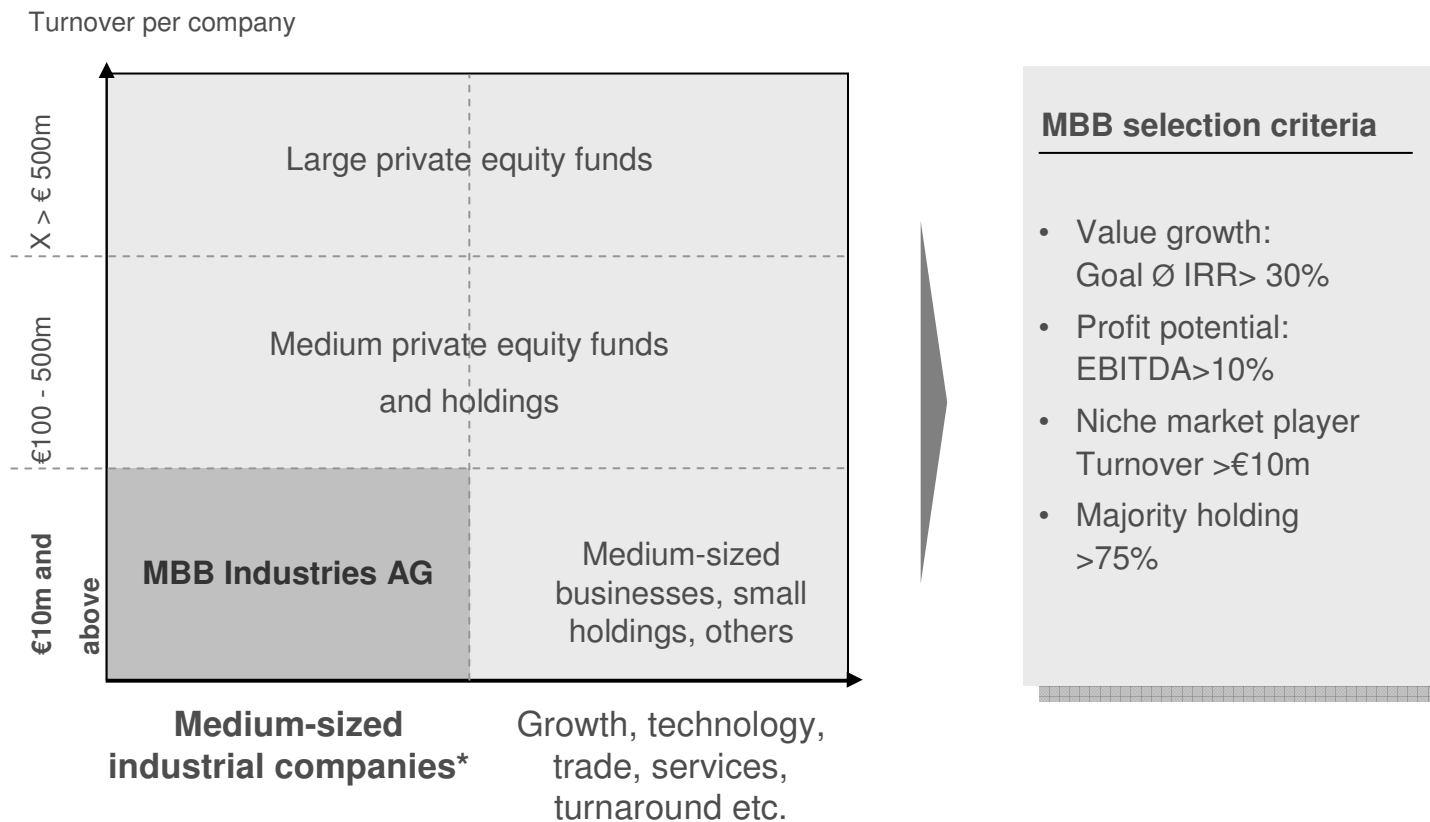 Turnover per company
X > € 500m
Large private equity funds
€100 - 500m
Medium private equity funds
and holdings
€10m and
above
MBB Industries AG
Medium-sized
businesses, small
holdings, others
Medium-sized
industrial companies*
Growth, technology,
trade, services,
turnaround etc.
MBB selection criteria
• Value growth:
Goal Ø IRR> 30%
• Profit potential:
EBITDA>10%
• Niche market player
Turnover >€10m
• Majority holding
>75%